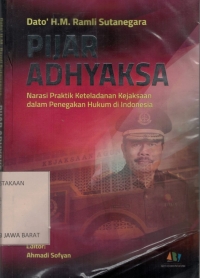 Dato' H.M. Ramli Sutanegara
PIJAR
ADHYAKSA
Narasi Praktik Keteladanan Kejaksaan
dalam Penegakan Hukum di Indonesia
TAKAAN
I JAWA BARAT
Editor:
Ahmadi Sofyan